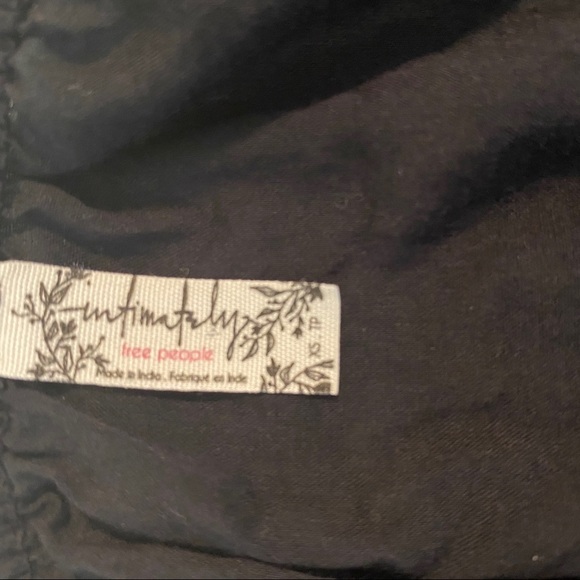 intimately
free people
Made in India . Fabriqué en Inde
XS TP